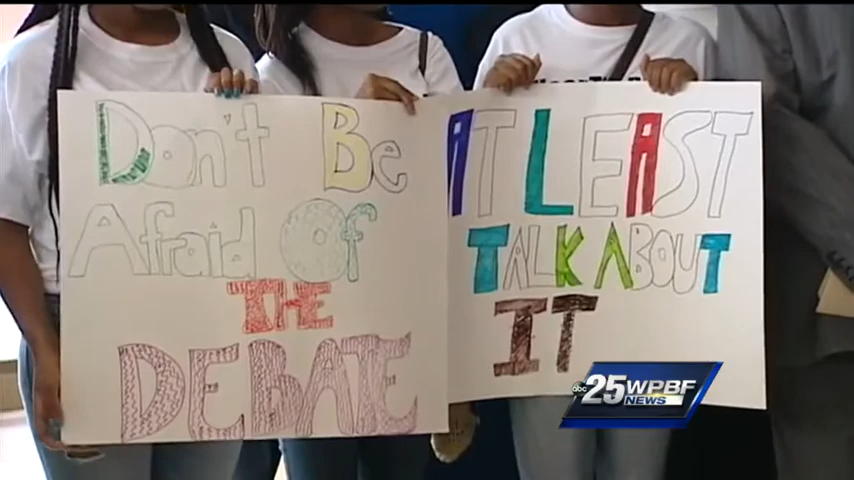 Don't Be
Afraid Of
THE
DEBATE
AT LEAST
TALK ABOUT
IT
abc 25 WPBF
NEWS